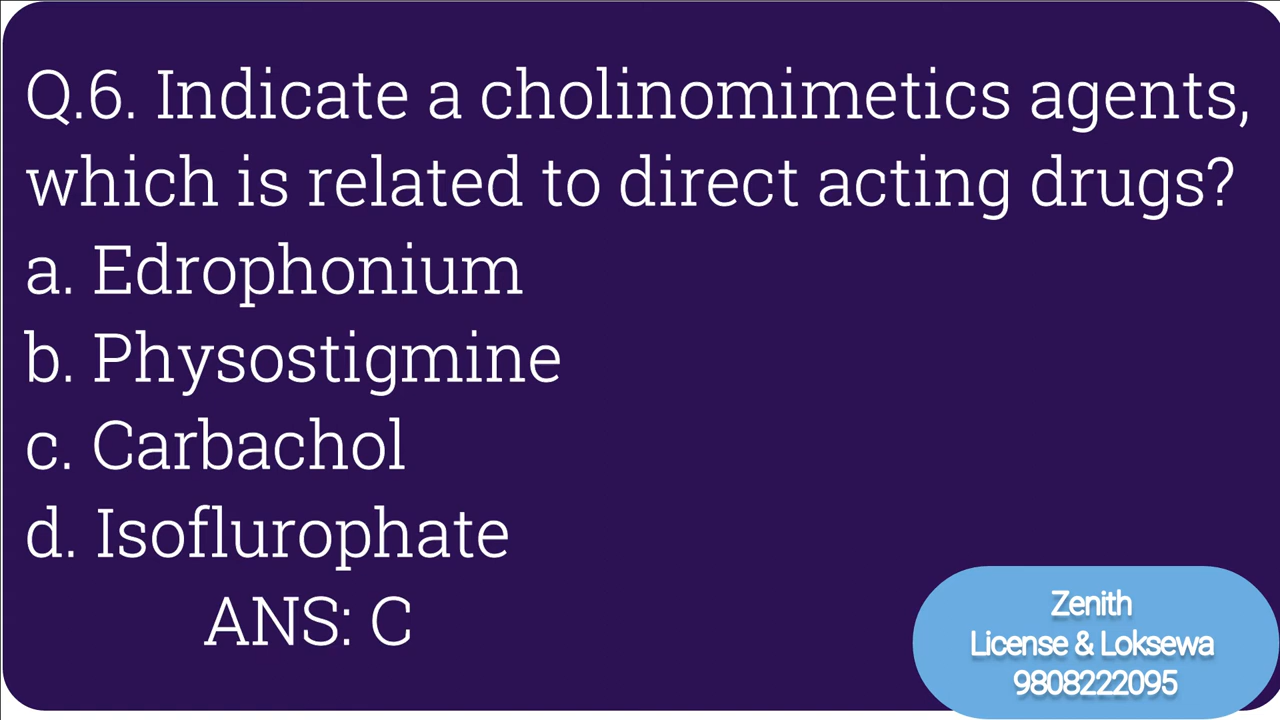 Q.6. Indicate a cholinomimetics agents,
which is related to direct acting drugs?
a. Edrophonium
b. Physostigmine
c. Carbachol
d. Isoflurophate
ANS: C
Zenith
License & Loksewa
9808222095